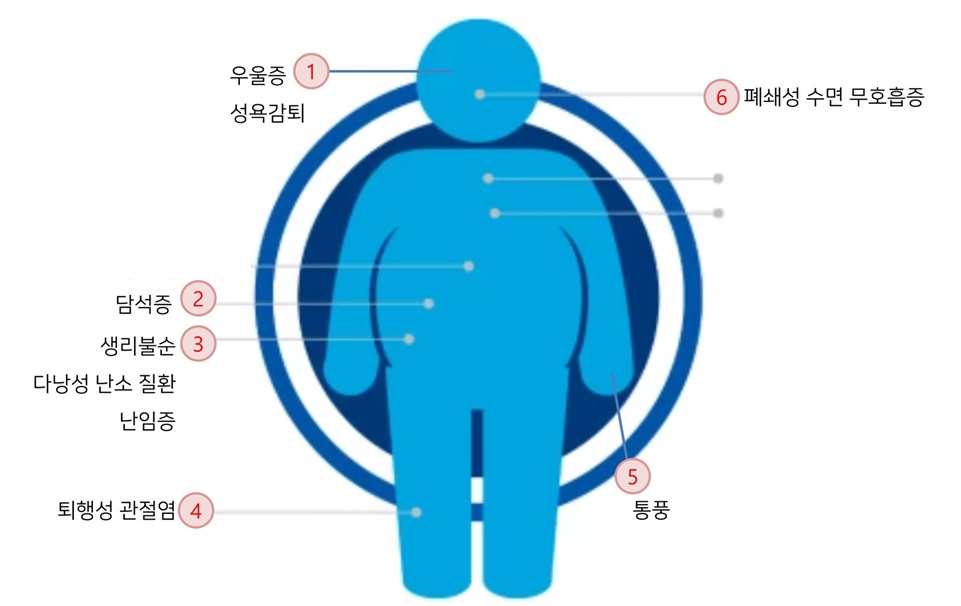 우울증 1
성욕감퇴
6 폐쇄성 수면 무호흡증
담석증 2
생리불순 3
다낭성 난소 질환
난임증
퇴행성 관절염 4
5
통풍